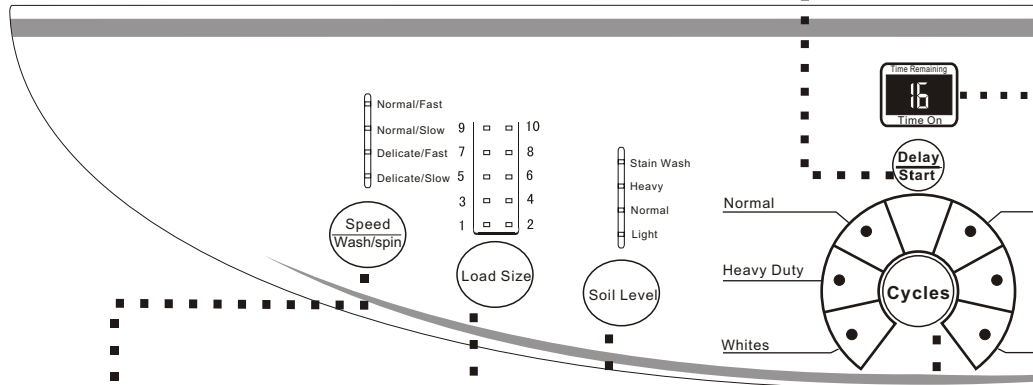 Time Remaining
16
Time On
Normal/Fast
Normal/Slow
Delicate/Fast
Delicate/Slow
9 10
7 8
5 6
3 4
1 2
Stain Wash
Heavy
Normal
Light
Delay
Start
Speed
Wash/spin
Load Size
Soil Level
Normal
Heavy Duty
Whites
Cycles